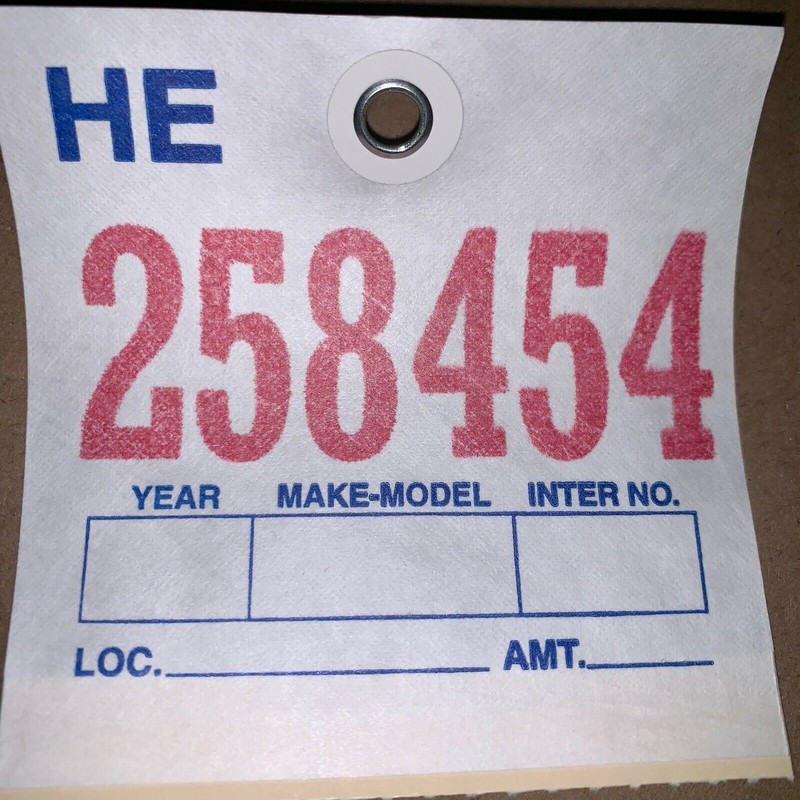 HE
258454
YEAR MAKE-MODEL INTER NO.
LOC. AMT.